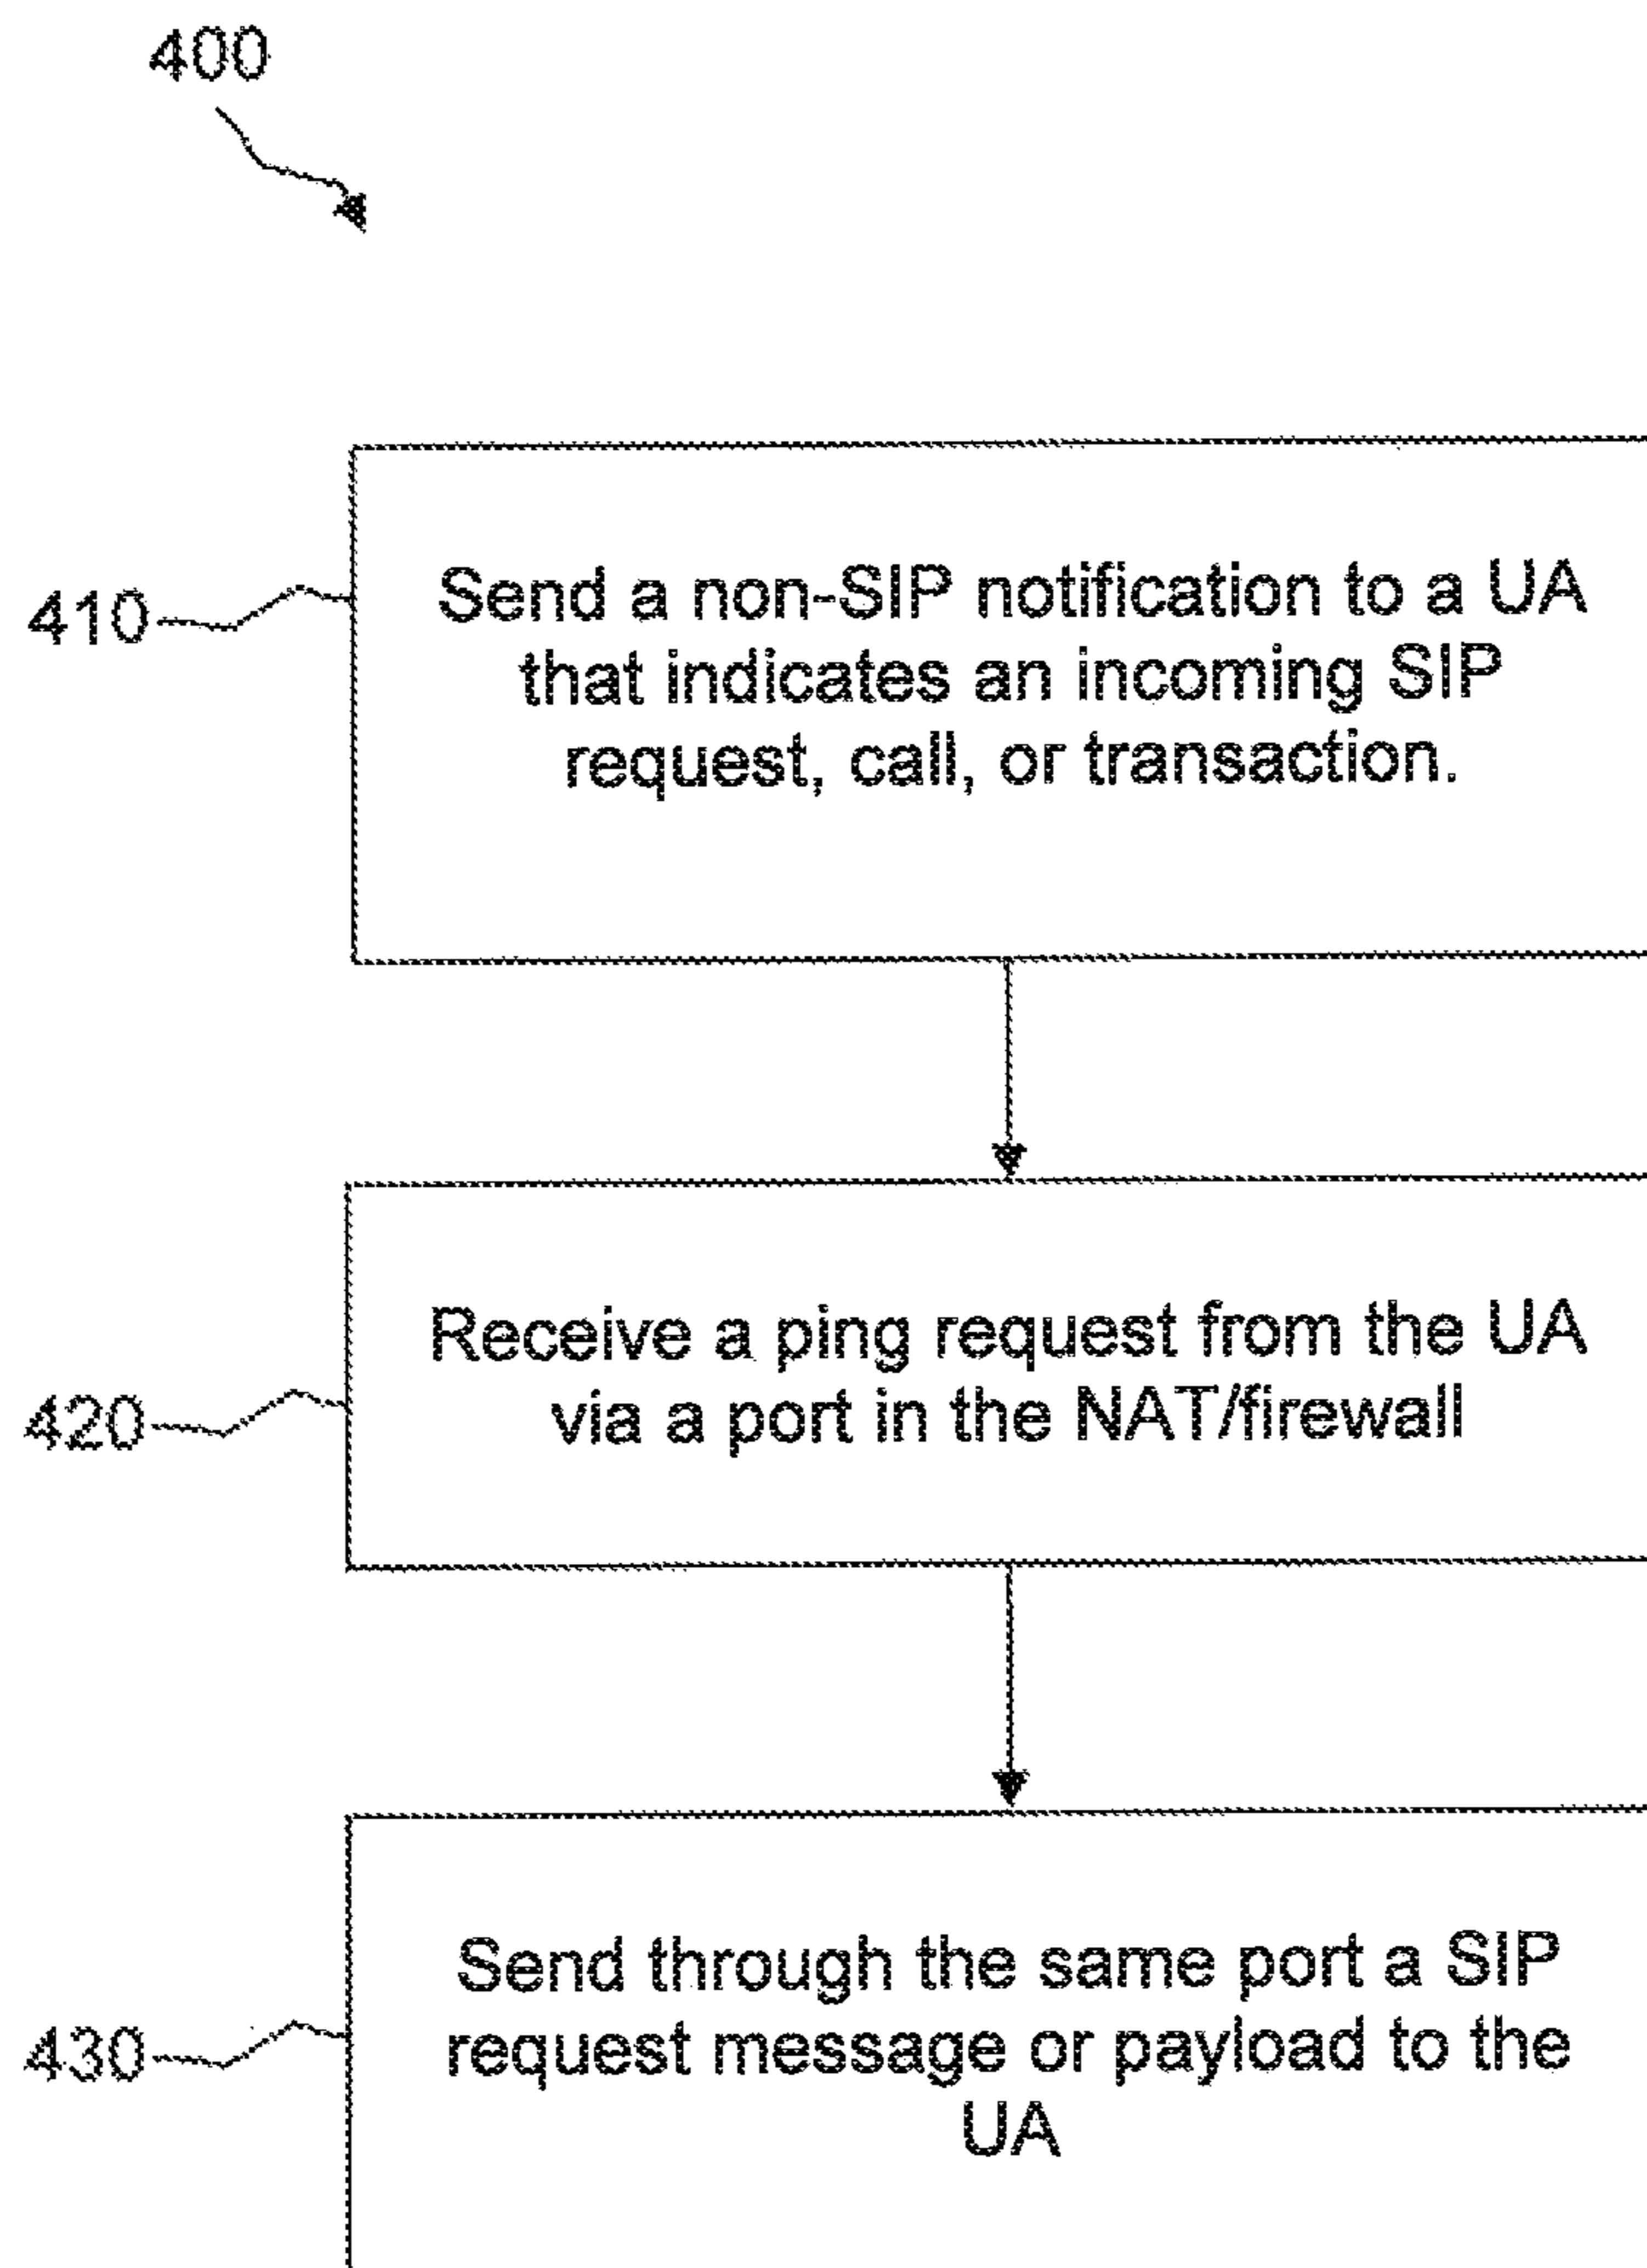 400
410
Send a non-SIP notification to a UA
that indicates an incoming SIP
request, call, or transaction.
420
Receive a ping request from the UA
via a port in the NAT/firewall
430
Send through the same port a SIP
request message or payload to the
UA